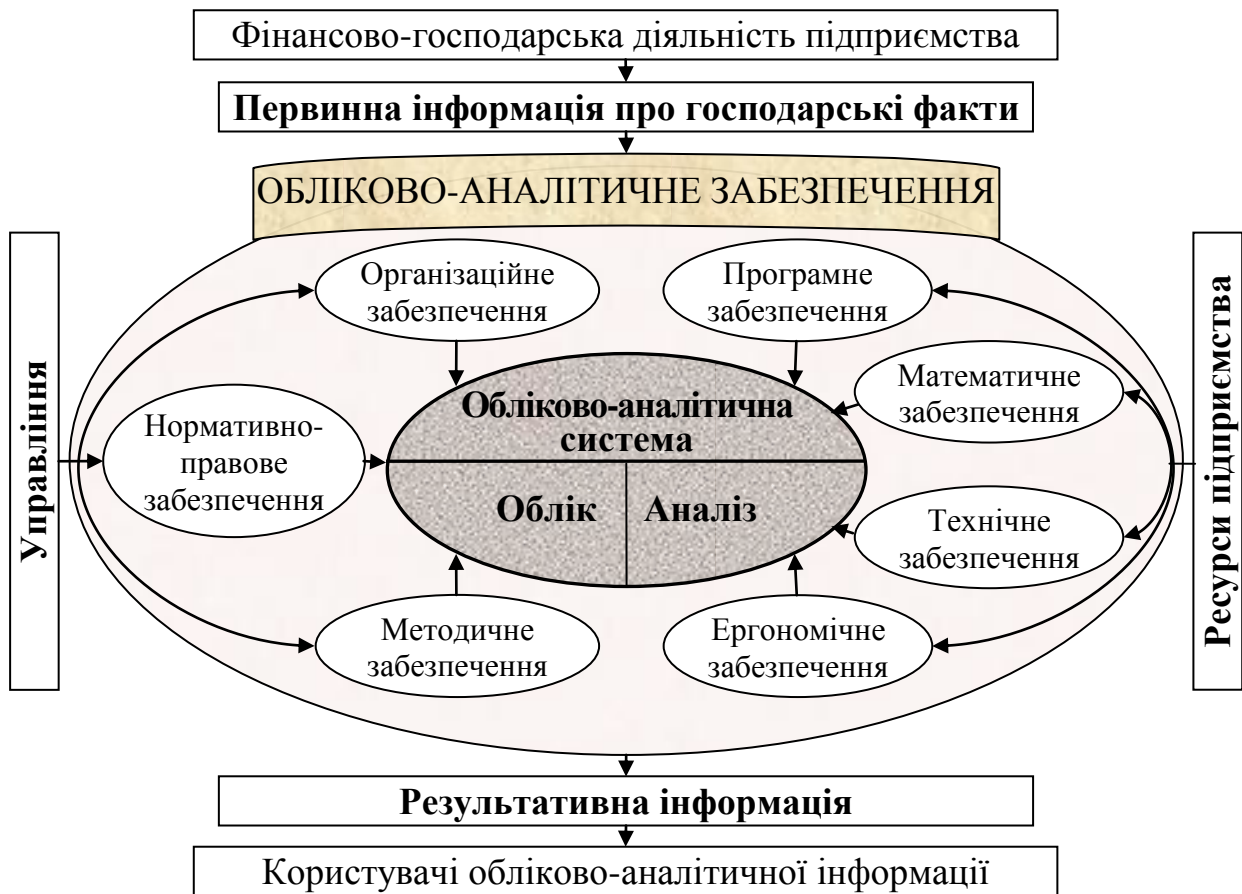 Фінансово-господарська діяльність підприємства
Первинна інформація про господарські факти
ОБЛІКОВО-АНАЛІТИЧНЕ ЗАБЕЗПЕЧЕННЯ
Управління
Організаційне
забезпечення
Програмне
забезпечення
Нормативно-
правове
забезпечення
Обліково-аналітична
система
Облік
Аналіз
Математичне
забезпечення
Технічне
забезпечення
Методичне
забезпечення
Ергономічне
забезпечення
Ресурси підприємства
Результативна інформація
Користувачі обліково-аналітичної інформації